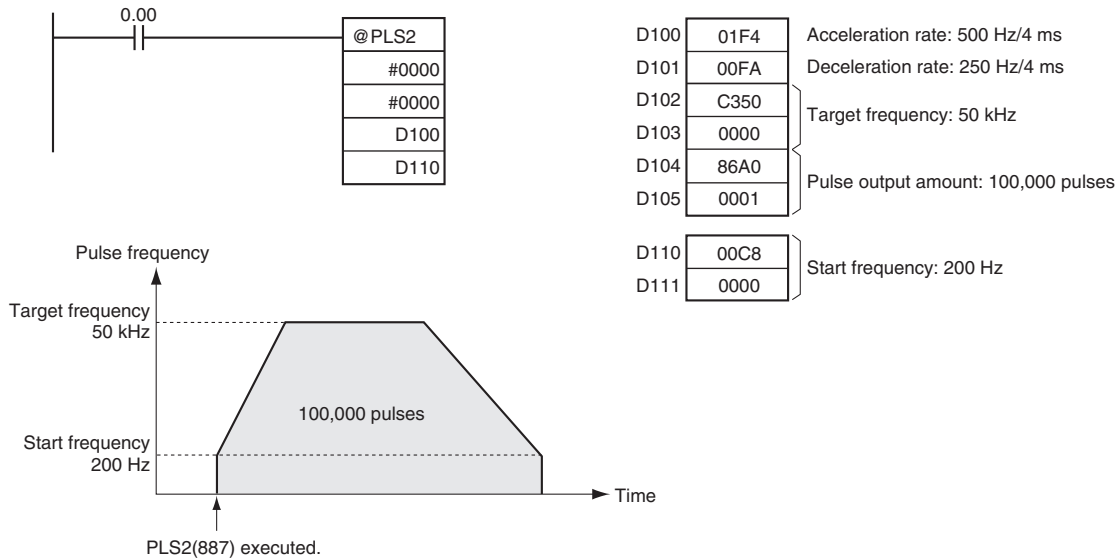 0.00
@PLS2
#0000
#0000
D100
D110
D100 01F4 Acceleration rate: 500 Hz/4 ms
D101 00FA Deceleration rate: 250 Hz/4 ms
D102 C350
Target frequency: 50 kHz
D103 0000
D104 86A0
Pulse output amount: 100,000 pulses
D105 0001
D110 00C8
Start frequency: 200 Hz
D111 0000
Pulse frequency
Target frequency
50 kHz
100,000 pulses
Start frequency
200 Hz
Time
PLS2(887) executed.